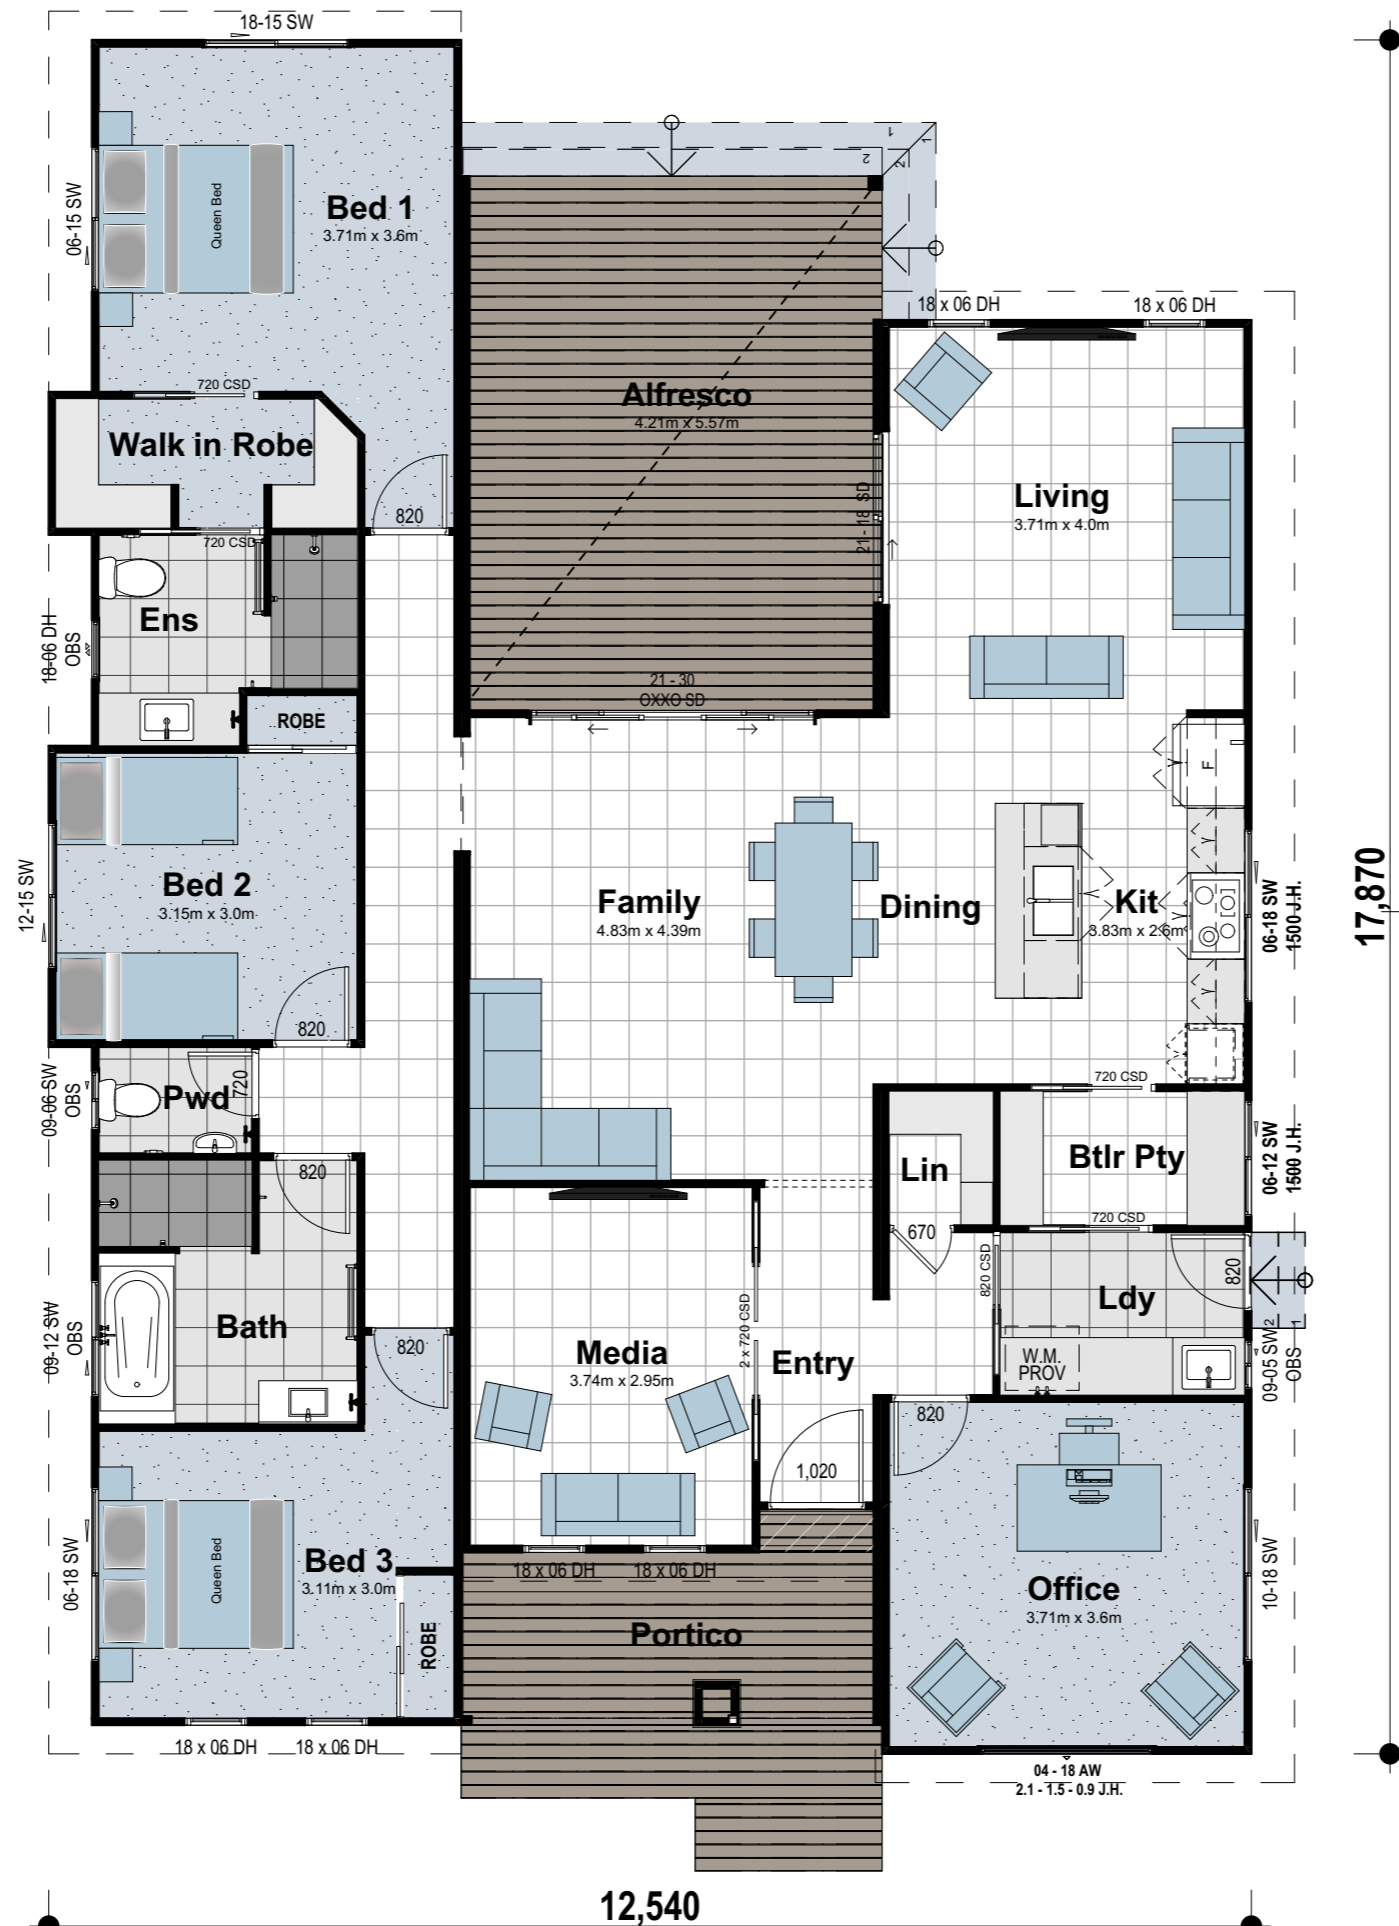 18-15 SW
1
1
2
2
06-15 SW
Queen Bed
Bed 1
3.71m x 3.6m
18 x 06 DH
18 x 06 DH
720 CSD
Alfresco
4.21m x 5.57m
Walk in Robe
820
21 - 18 SD
Living
3.71m x 4.0m
720 CSD
18-06 DH
OBS
Ens
21 - 30
OXXO SD
ROBE
F
12-15 SW
Bed 2
3.15m x 3.0m
Family
4.83m x 4.39m
Dining
Kit
3.83m x 2.6m
06-18 SW
1500 J.H.
17,870
820
09-06 SW
OBS
Pwd
720
720 CSD
820
Lin
Btlr Pty
06-12 SW
1500 J.H.
670
720 CSD
820 CSD
820
Ldy
2
1
09-12 SW
OBS
Bath
820
Media
3.74m x 2.95m
2 x 720 CSD
Entry
W.M.
PROV
09-05 SW
OBS
820
1,020
06-18 SW
Queen Bed
Bed 3
3.11m x 3.0m
ROBE
18 x 06 DH
18 x 06 DH
Portico
Office
3.71m x 3.6m
10-18 SW
18 x 06 DH
18 x 06 DH
04 - 18 AW
2.1 - 1.5 - 0.9 J.H.
12,540